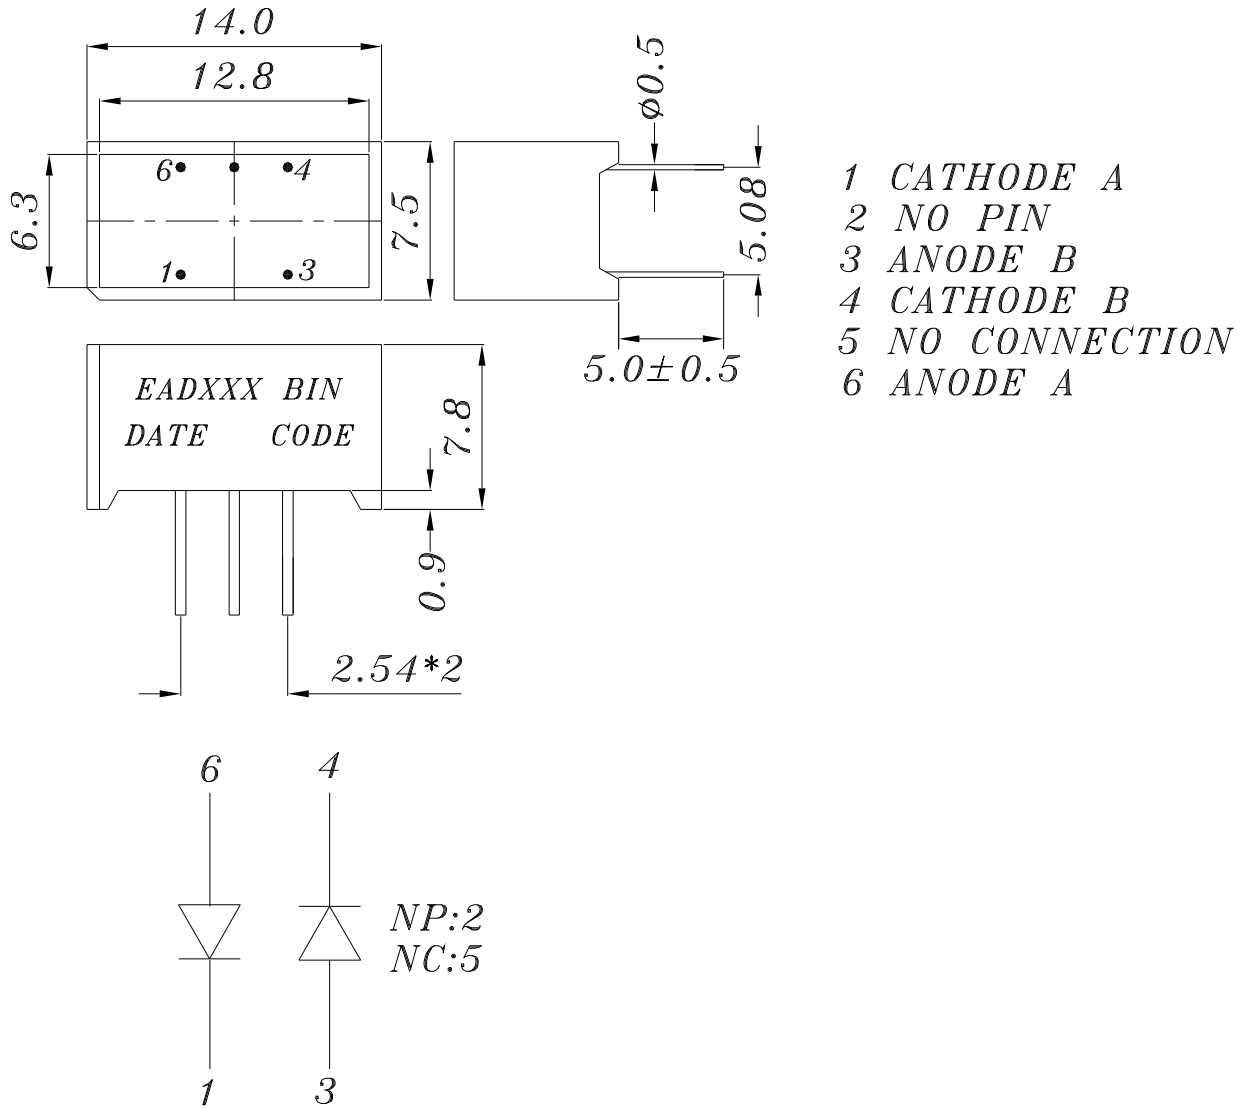 14.0
12.8
6 4
1 3
6.3
7.5
ø0.5
5.08
5.0±0.5
1 CATHODE A
2 NO PIN
3 ANODE B
4 CATHODE B
5 NO CONNECTION
6 ANODE A
EADXXX BIN
DATE CODE
7.8
0.9
2.54*2
6 4
NP:2
NC:5
1 3